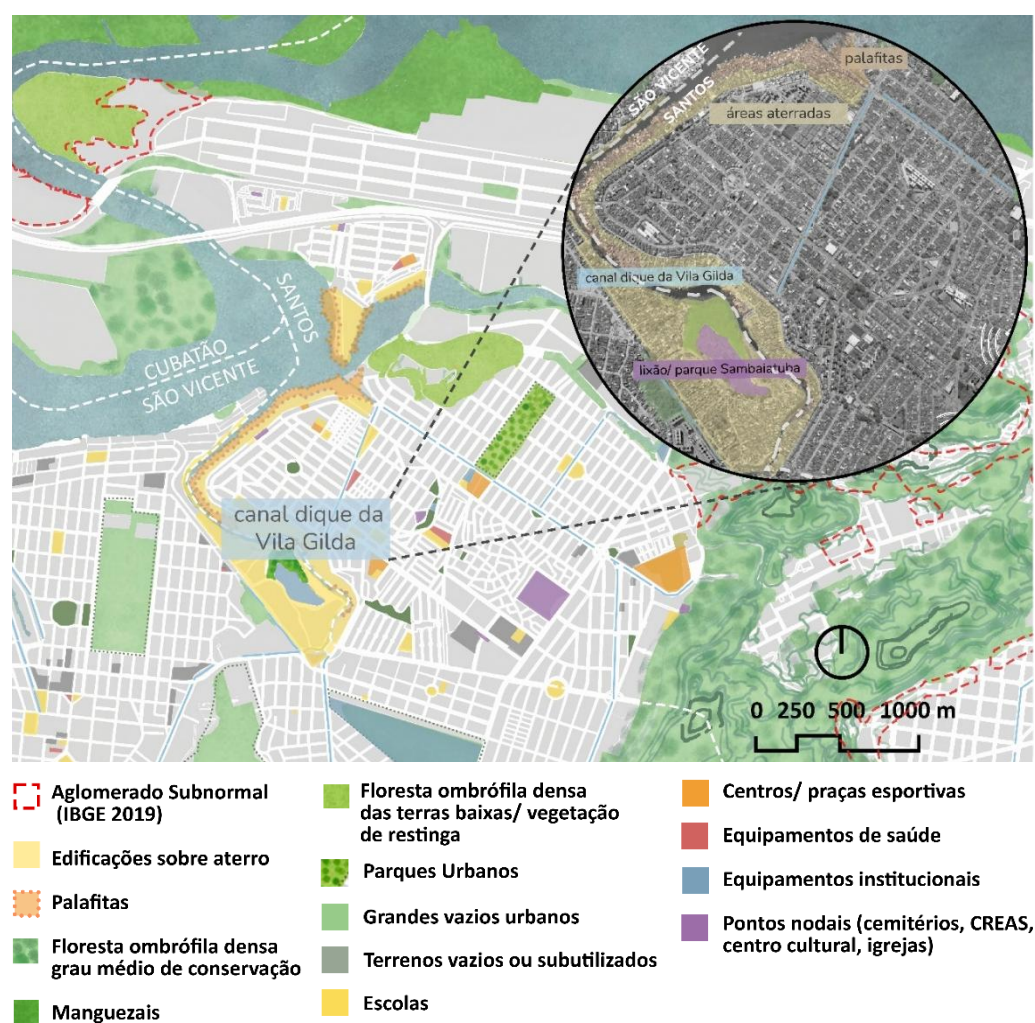 SÃO VICENTE
SANTOS
palafitas
áreas aterradas
canal dique da Vila Gilda
lixão/ parque Sambaiatuba
SANTOS
CUBATÃO
SÃO VICENTE
canal dique da
Vila Gilda
0 250 500 1000 m
Aglomerado Subnormal
(IBGE 2019)
Edificações sobre aterro
Palafitas
Floresta ombrófila densa
grau médio de conservação
Manguezais
Floresta ombrófila densa
das terras baixas/ vegetação
de restinga
Parques Urbanos
Grandes vazios urbanos
Terrenos vazios ou subutilizados
Escolas
Centros/ praças esportivas
Equipamentos de saúde
Equipamentos institucionais
Pontos nodais (cemitérios, CREAS,
centro cultural, igrejas)